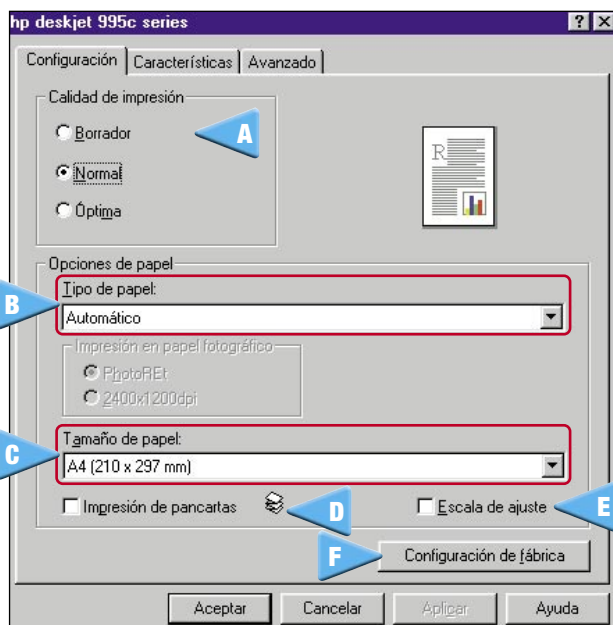 hp deskjet 995c series
Configuración Características Avanzado
Calidad de impresión
Borrador
A
Normal
Óptima
R
Opciones de papel
Tipo de papel:
B
Automático
Impresión en papel fotográfico
PhotoREt
2400x1200dpi
Tamaño de papel:
C
A4 (210 x 297 mm)
Impresión de pancartas
D
Escala de ajuste
E
F
Configuración de fábrica
Aceptar Cancelar Aplicar Ayuda